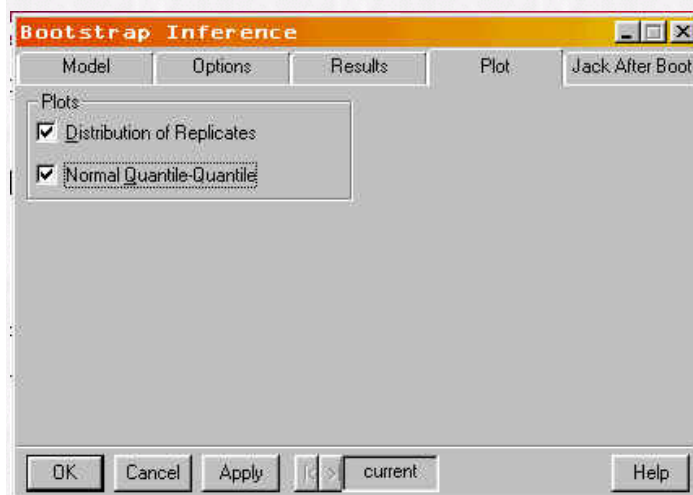 Bootstrap Inference
Model Options Results Plot Jack After Boot
Plots
Distribution of Replicates
Normal Quantile-Quantile
OK Cancel Apply current Help